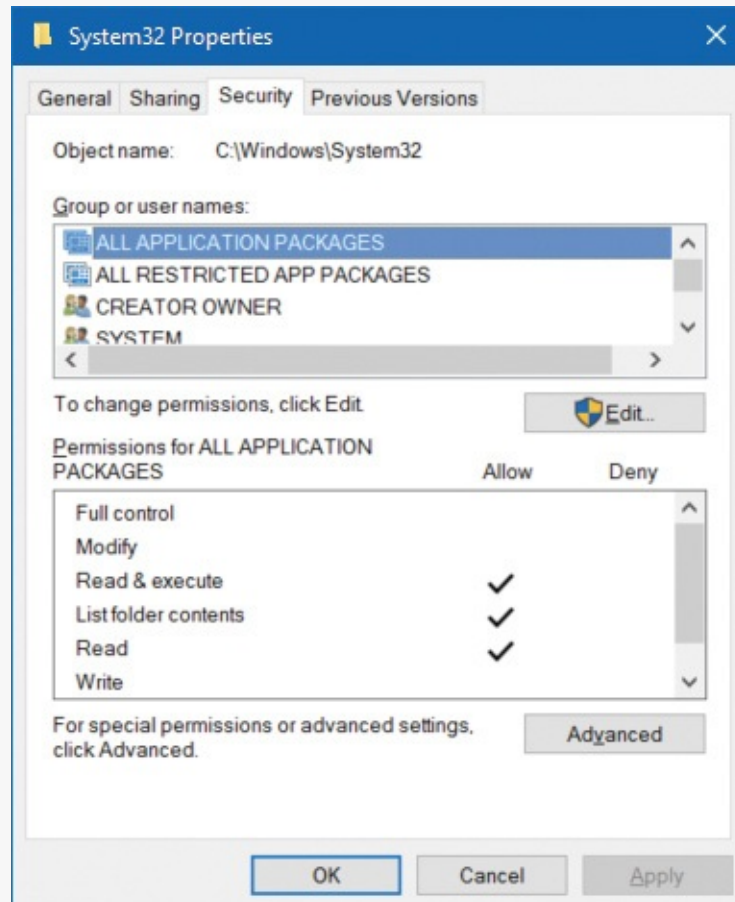 System32 Properties
General Sharing Security Previous Versions
Object name: C:\Windows\System32
Group or user names:
ALL APPLICATION PACKAGES
ALL RESTRICTED APP PACKAGES
CREATOR OWNER
SYSTEM
To change permissions, click Edit.
Edit...
Permissions for ALL APPLICATION
PACKAGES Allow Deny
Full control
Modify
Read & execute
List folder contents
Read
Write
For special permissions or advanced settings,
click Advanced.
Advanced
OK Cancel Apply